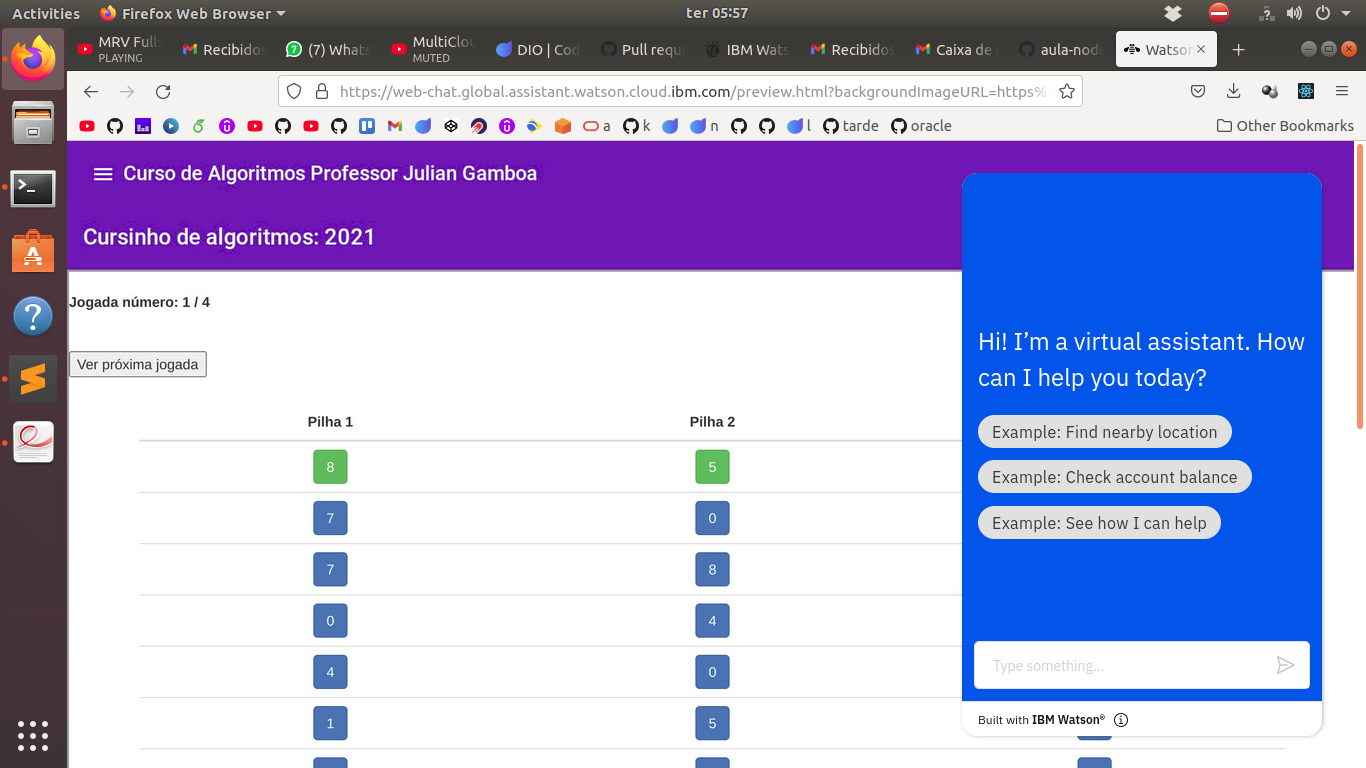 Activities
Firefox Web Browser
ter 05:57
MRV Full
PLAYING
Recibidos
(7) Whats
MultiClou
MUTED
DIO | Cod
Pull requ
IBM Wats
Recibidos
Caixa de
aula-node
Watson
https://web-chat.global.assistant.watson.cloud.ibm.com/preview.html?backgroundImageURL=https%
k
a
n
l
tarde
oracle
Other Bookmarks
Curso de Algoritmos Professor Julian Gamboa
Cursinho de algoritmos: 2021
Jogada número: 1 / 4
Ver próxima jogada
Pilha 1 Pilha 2
8 5
7 0
7 8
0 4
4 0
1 5
Hi! I’m a virtual assistant. How
can I help you today?
Example: Find nearby location
Example: Check account balance
Example: See how I can help
Type something...
Built with IBM Watson®